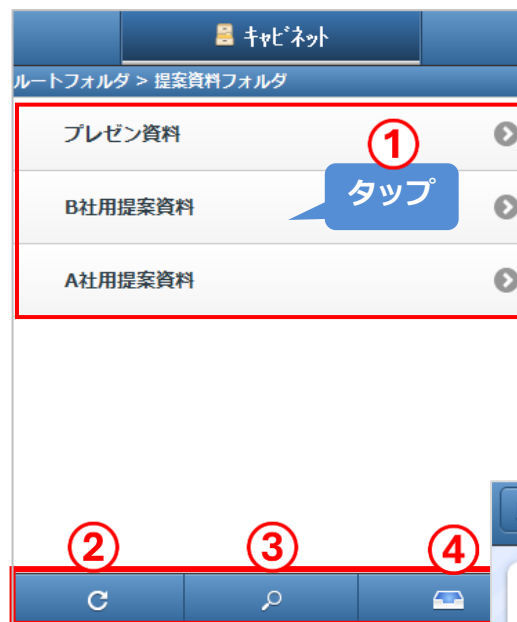 キャビネット
ルートフォルダ > 提案資料フォルダ
プレゼン資料
①
タップ
B社用提案資料
A社用提案資料
② ③ ④